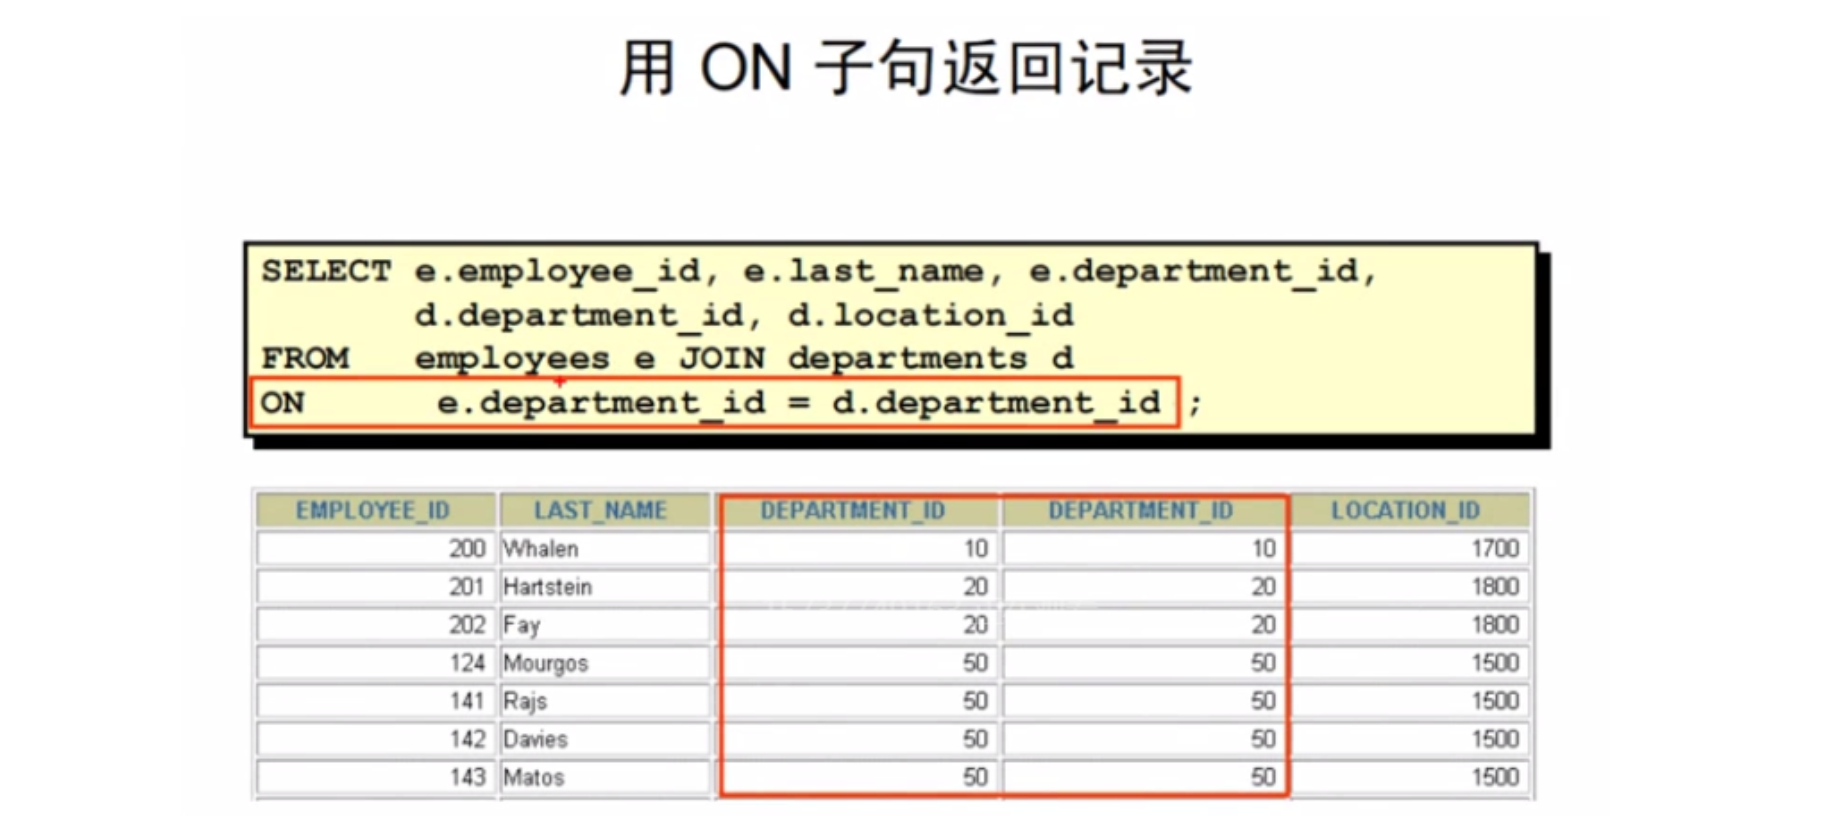 用 ON 子句返回记录
SELECT e.employee_id, e.last_name, e.department_id,
d.department_id, d.location_id
FROM employees e JOIN departments d
ON e.department_id = d.department_id ;
EMPLOYEE_ID LAST_NAME DEPARTMENT_ID DEPARTMENT_ID LOCATION_ID
200 Whalen 10 10 1700
201 Hartstein 20 20 1800
202 Fay 20 20 1800
124 Mourgos 50 50 1500
141 Rajs 50 50 1500
142 Davies 50 50 1500
143 Matos 50 50 1500